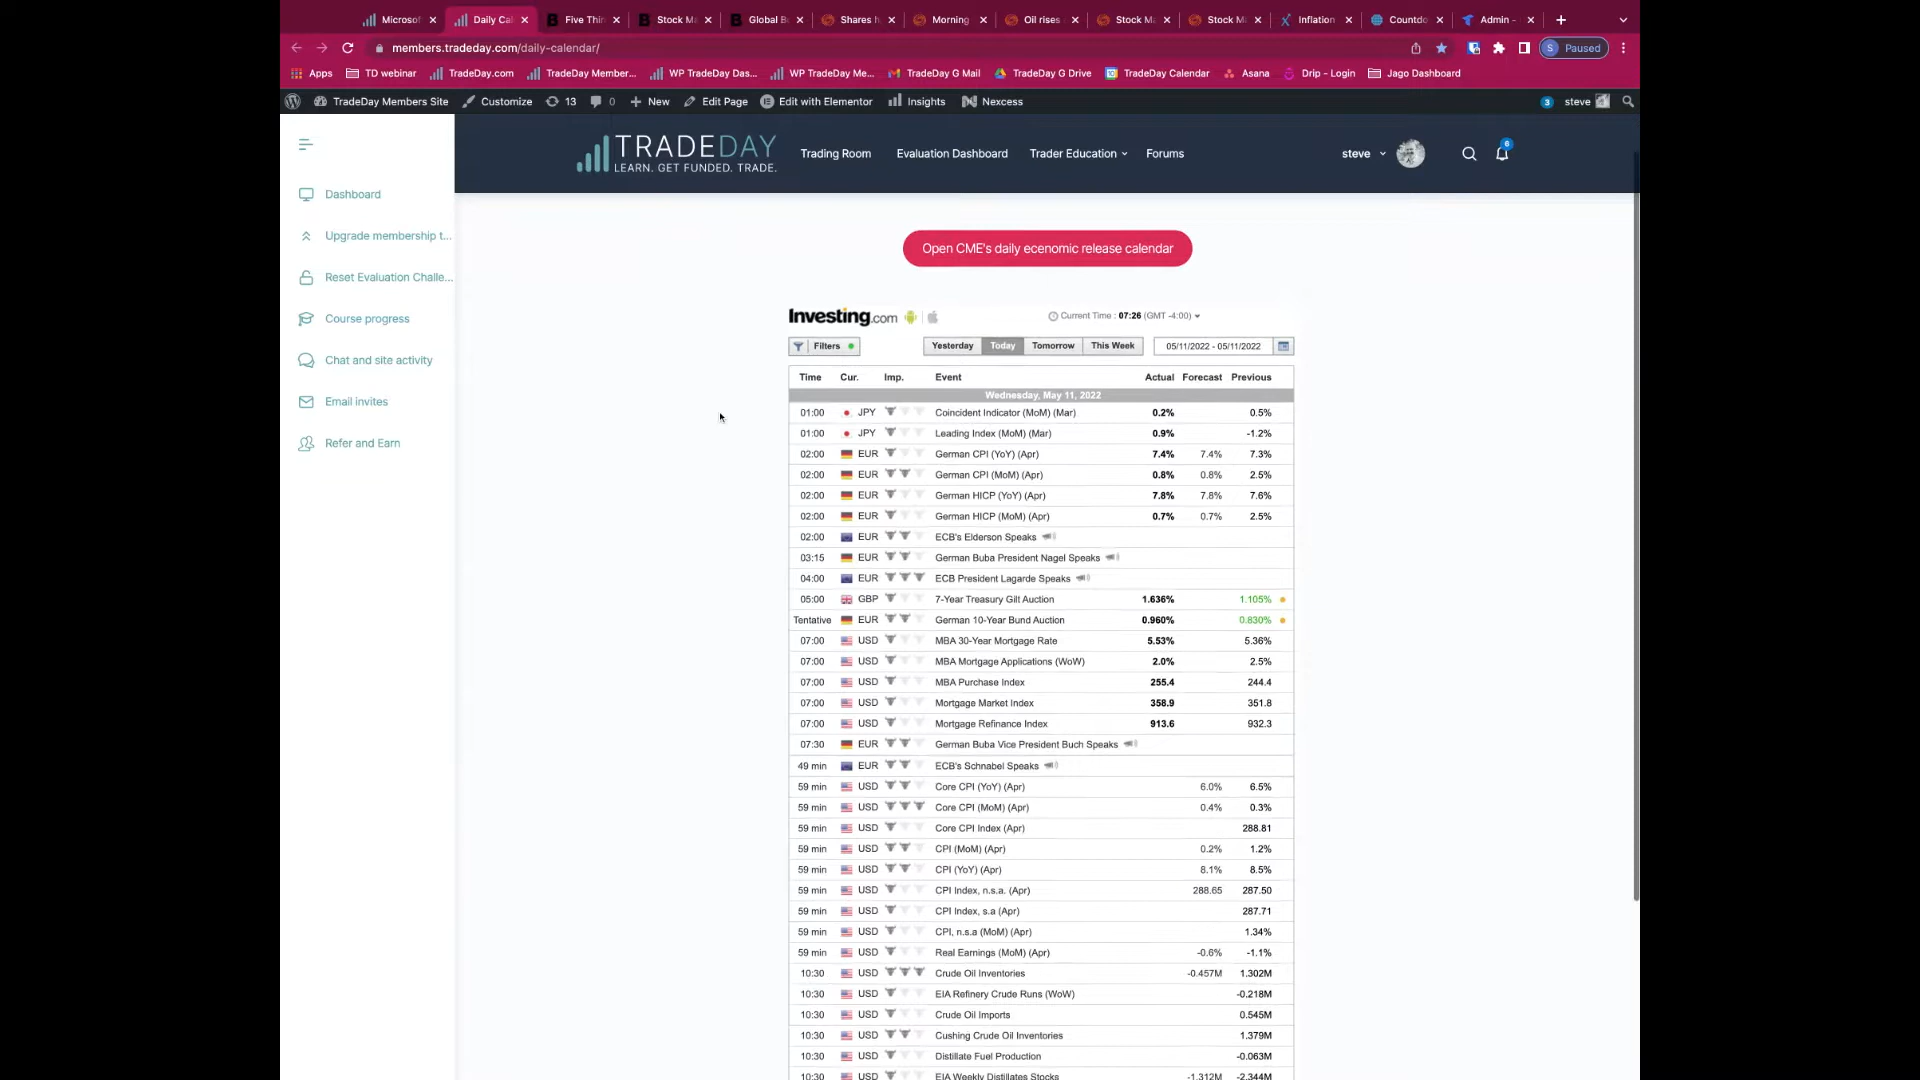 Microsof Daily Cal Five Thin Stock Ma Global B Shares h Morning Oil rises Stock Ma Stock Ma Inflation Countdo Admin -
members.tradeday.com/daily-calendar/ S Paused
Apps TD webinar TradeDay.com TradeDay Member... WP TradeDay Das... WP TradeDay Me... TradeDay G Mail TradeDay G Drive TradeDay Calendar Asana Drip - Login Jago Dashboard
TradeDay Members Site Customize 13 0 New Edit Page Edit with Elementor Insights Nexcess 3 steve
TRADEDAY
LEARN. GET FUNDED. TRADE.
Trading Room Evaluation Dashboard Trader Education Forums steve 6
Dashboard
Upgrade membership t...
Reset Evaluation Challe...
Course progress
Chat and site activity
Email invites
Refer and Earn
Open CME's daily ecenomic release calendar
Investing.com Current Time : 07:26 (GMT -4:00)
Filters Yesterday Today Tomorrow This Week 05/11/2022 - 05/11/2022
Time Cur. Imp. Event Actual Forecast Previous
Wednesday, May 11, 2022
01:00 JPY Coincident Indicator (MoM) (Mar) 0.2% 0.5%
01:00 JPY Leading Index (MoM) (Mar) 0.9% -1.2%
02:00 EUR German CPI (YoY) (Apr) 7.4% 7.4% 7.3%
02:00 EUR German CPI (MoM) (Apr) 0.8% 0.8% 2.5%
02:00 EUR German HICP (YoY) (Apr) 7.8% 7.8% 7.6%
02:00 EUR German HICP (MoM) (Apr) 0.7% 0.7% 2.5%
02:00 EUR ECB's Elderson Speaks
03:15 EUR German Buba President Nagel Speaks
04:00 EUR ECB President Lagarde Speaks
05:00 GBP 7-Year Treasury Gilt Auction 1.636% 1.105%
Tentative EUR German 10-Year Bund Auction 0.960% 0.830%
07:00 USD MBA 30-Year Mortgage Rate 5.53% 5.36%
07:00 USD MBA Mortgage Applications (WoW) 2.0% 2.5%
07:00 USD MBA Purchase Index 255.4 244.4
07:00 USD Mortgage Market Index 358.9 351.8
07:00 USD Mortgage Refinance Index 913.6 932.3
07:30 EUR German Buba Vice President Buch Speaks
49 min EUR ECB's Schnabel Speaks
59 min USD Core CPI (YoY) (Apr) 6.0% 6.5%
59 min USD Core CPI (MoM) (Apr) 0.4% 0.3%
59 min USD Core CPI Index (Apr) 288.81
59 min USD CPI (MoM) (Apr) 0.2% 1.2%
59 min USD CPI (YoY) (Apr) 8.1% 8.5%
59 min USD CPI Index, n.s.a. (Apr) 288.65 287.50
59 min USD CPI Index, s.a (Apr) 287.71
59 min USD CPI, n.s.a (MoM) (Apr) 1.34%
59 min USD Real Earnings (MoM) (Apr) -0.6% -1.1%
10:30 USD Crude Oil Inventories -0.457M 1.302M
10:30 USD EIA Refinery Crude Runs (WoW) -0.218M
10:30 USD Crude Oil Imports 0.545M
10:30 USD Cushing Crude Oil Inventories 1.379M
10:30 USD Distillate Fuel Production -0.063M
10:30 USD EIA Weekly Distillates Stocks -1.312M -2.344M